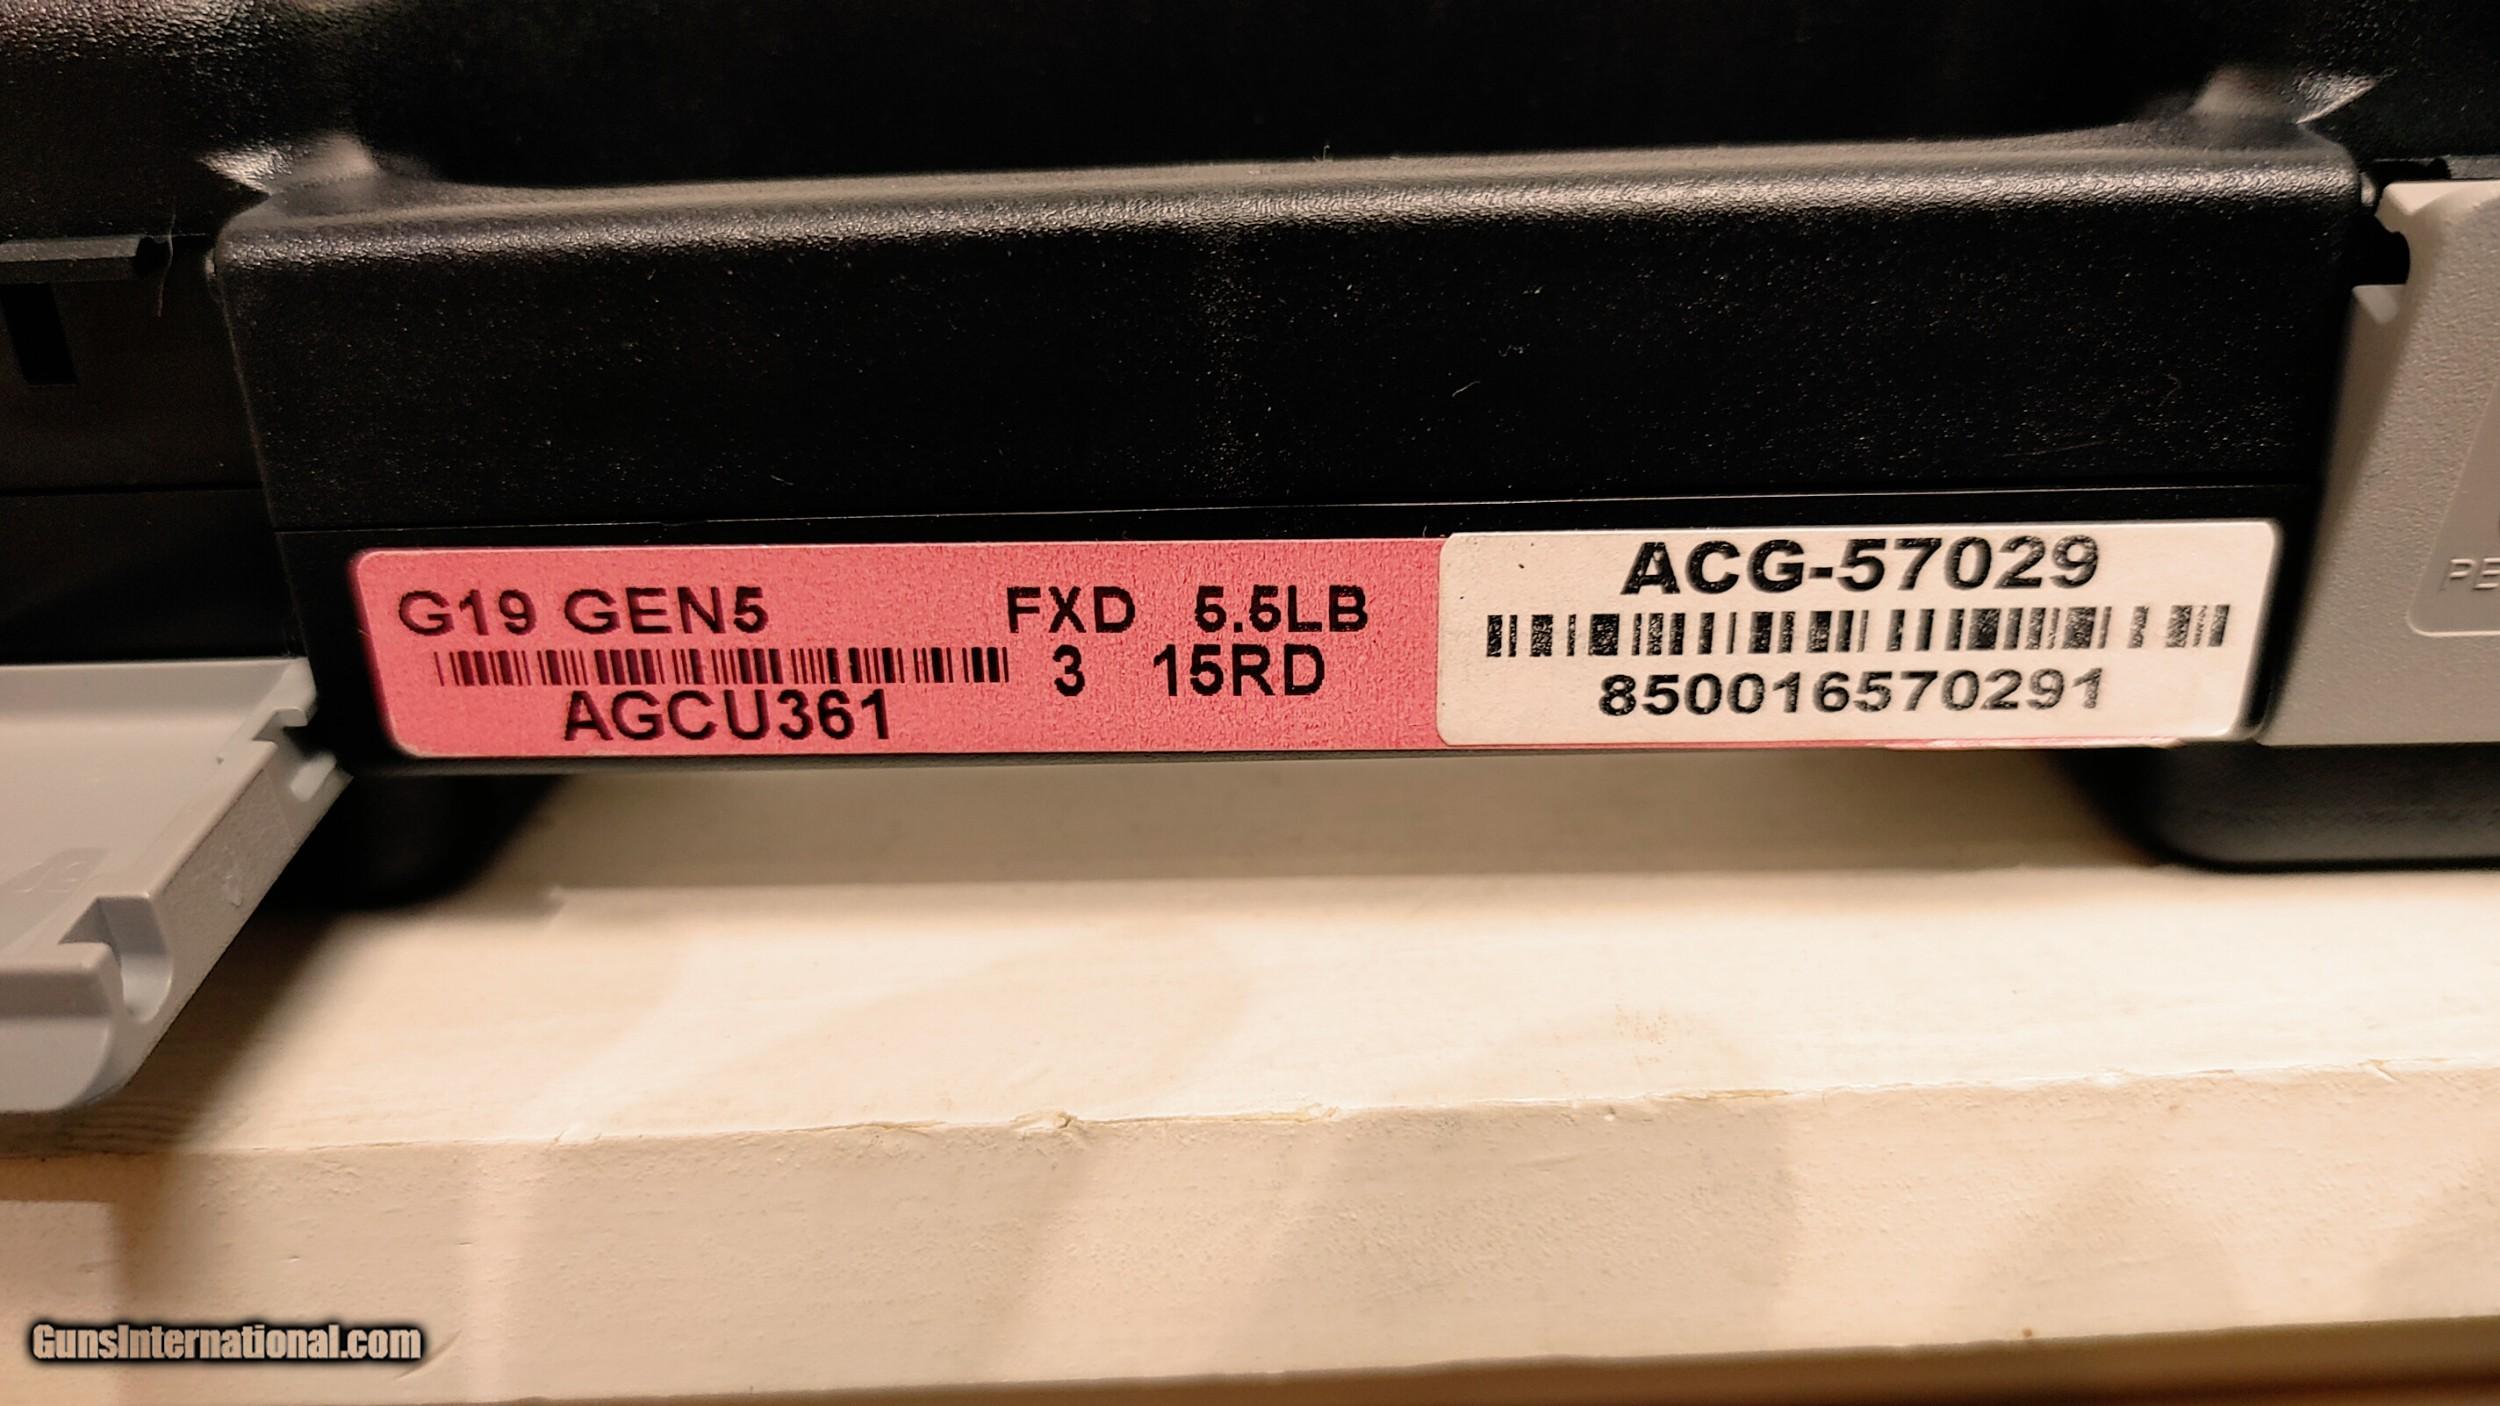 G19 GEN5 FXD 5.5LB
3 15RD
AGCU361
ACG-57029
850016570291
GunsInternational.com